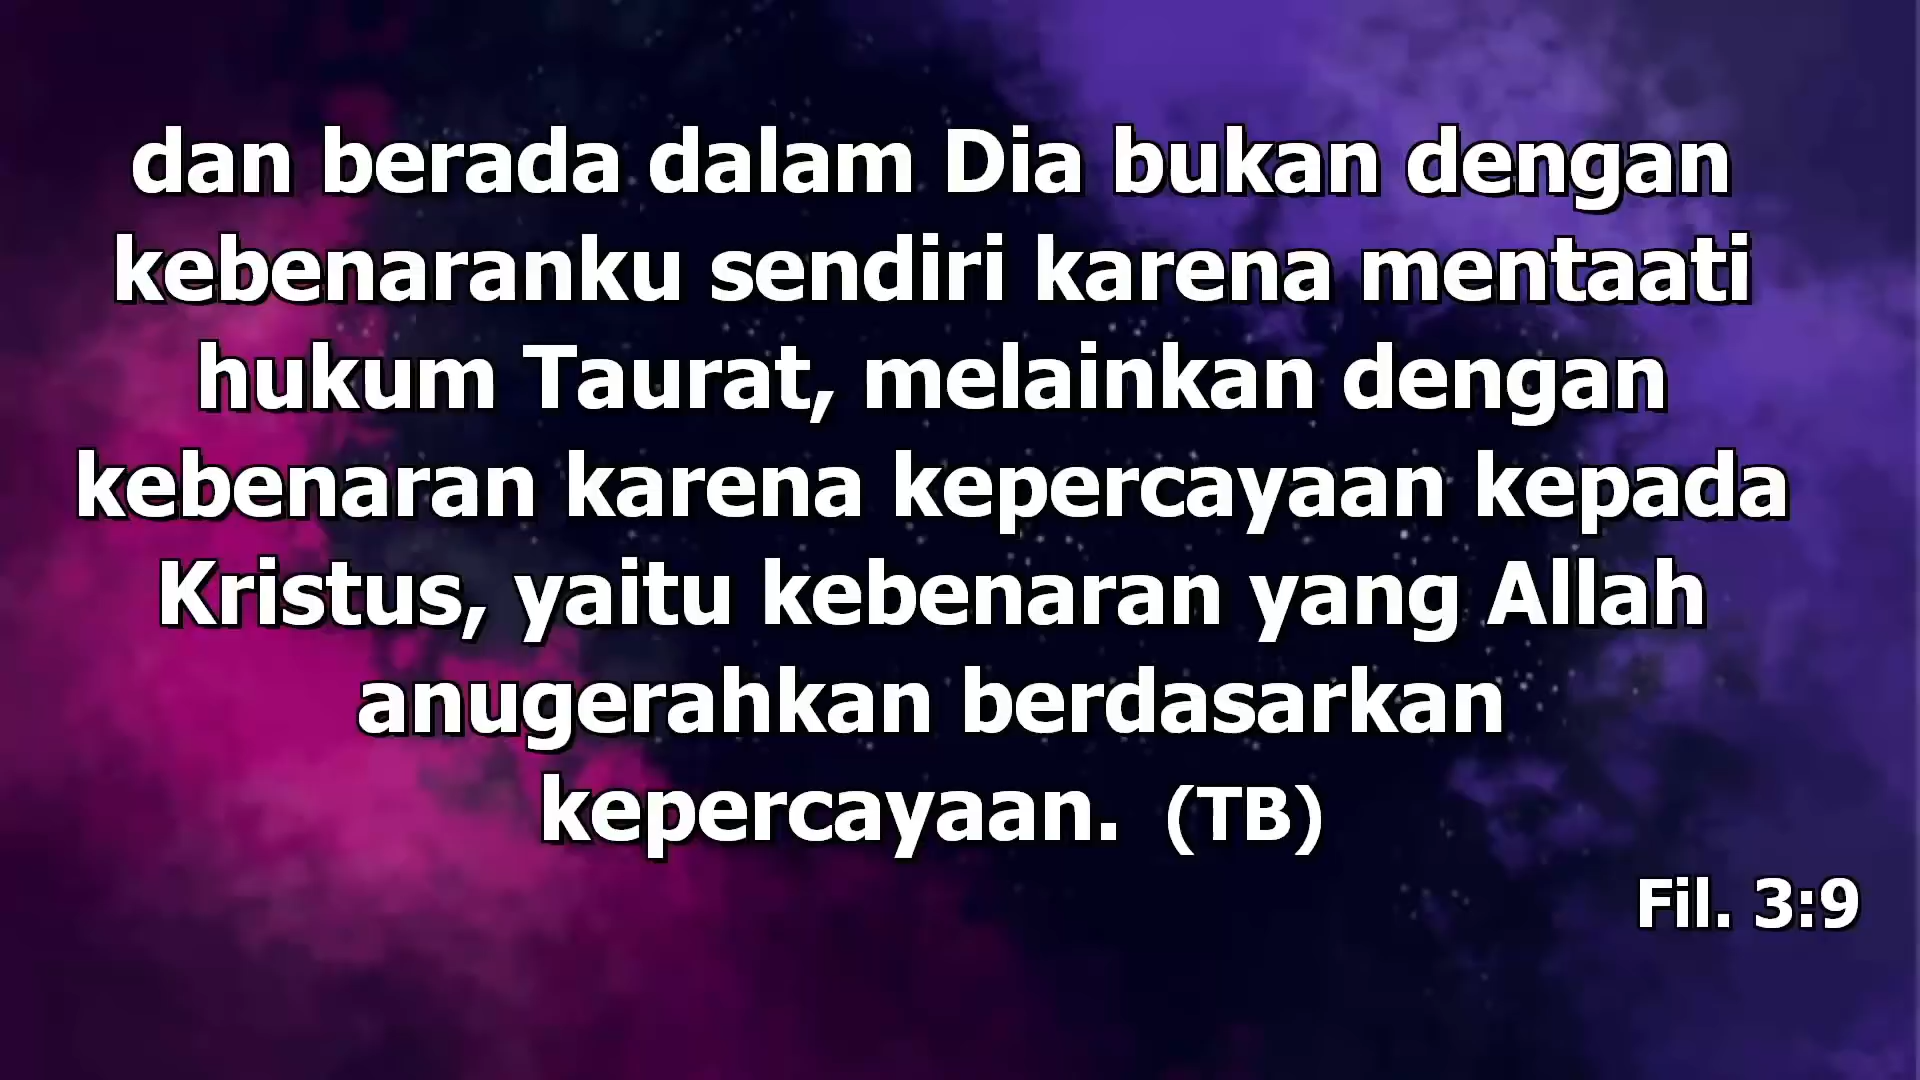 dan berada dalam Dia bukan dengan
kebenaranku sendiri karena mentaati
hukum Taurat, melainkan dengan
kebenaran karena kepercayaan kepada
Kristus, yaitu kebenaran yang Allah
anugerahkan berdasarkan
kepercayaan. (TB)
Fil. 3:9